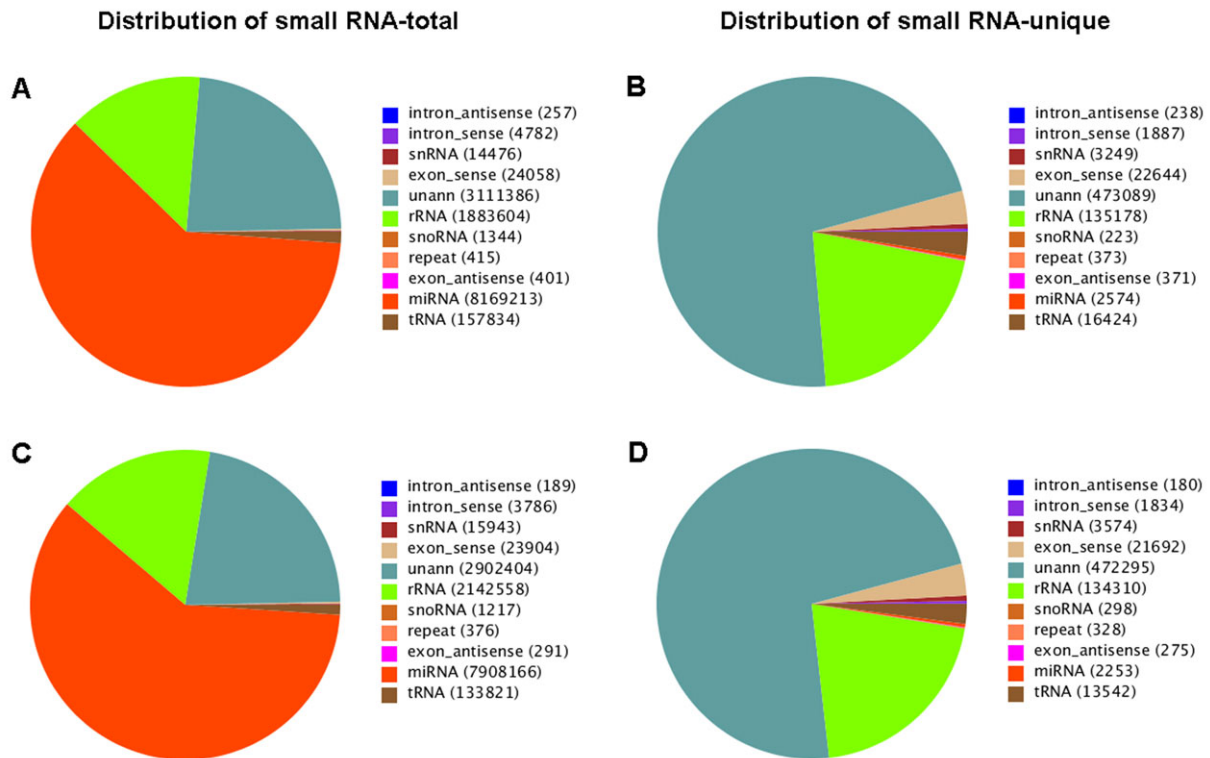 Distribution of small RNA-total
Distribution of small RNA-unique
A
intron_antisense (257)
intron_sense (4782)
snRNA (14476)
exon_sense (24058)
unann (3111386)
rRNA (1883604)
snoRNA (1344)
repeat (415)
exon_antisense (401)
miRNA (8169213)
tRNA (157834)
B
intron_antisense (238)
intron_sense (1887)
snRNA (3249)
exon_sense (22644)
unann (473089)
rRNA (135178)
snoRNA (223)
repeat (373)
exon_antisense (371)
miRNA (2574)
tRNA (16424)
C
intron_antisense (189)
intron_sense (3786)
snRNA (15943)
exon_sense (23904)
unann (2902404)
rRNA (2142558)
snoRNA (1217)
repeat (376)
exon_antisense (291)
miRNA (7908166)
tRNA (133821)
D
intron_antisense (180)
intron_sense (1834)
snRNA (3574)
exon_sense (21692)
unann (472295)
rRNA (134310)
snoRNA (298)
repeat (328)
exon_antisense (275)
miRNA (2253)
tRNA (13542)